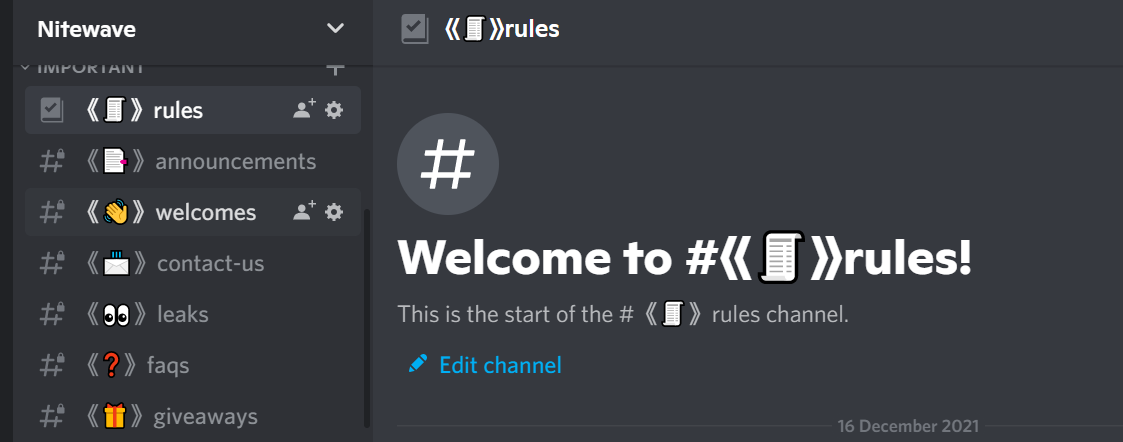 Nitewave
IMPORTANT
《📜》rules
《📑》announcements
《👋》welcomes
《📩》contact-us
《👀》leaks
《❓》faqs
《🎁》giveaways
《📜》rules
#
Welcome to #《📜》rules!
This is the start of the # 《📜》 rules channel.
Edit channel
16 December 2021